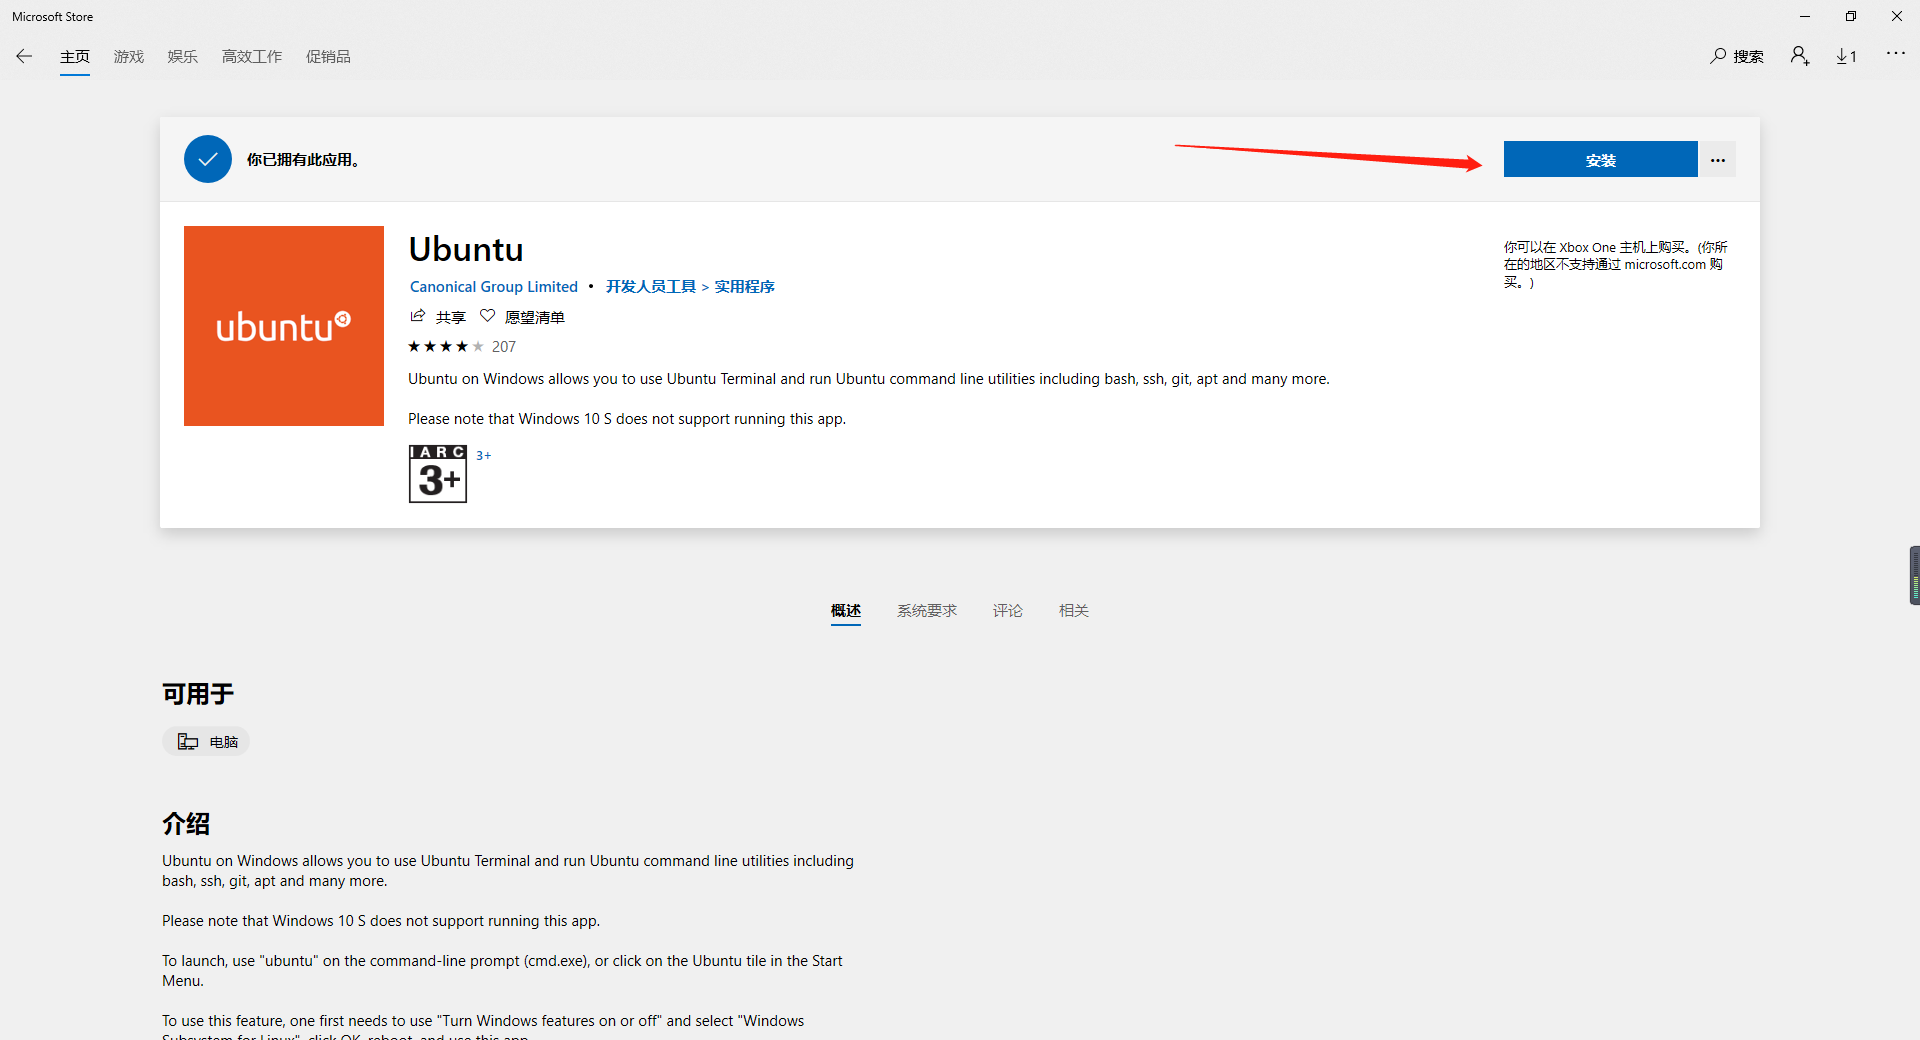 Microsoft Store
主页 游戏 娱乐 高效工作 促销品
搜索
1
你已拥有此应用。
安装
ubuntu
Ubuntu
Canonical Group Limited • 开发人员工具 > 实用程序
共享 愿望清单
207
Ubuntu on Windows allows you to use Ubuntu Terminal and run Ubuntu command line utilities including bash, ssh, git, apt and many more.
Please note that Windows 10 S does not support running this app.
IARC
3+
3+
你可以在 Xbox One 主机上购买。(你所
在的地区不支持通过 microsoft.com 购
买。)
概述 系统要求 评论 相关
可用于
电脑
介绍
Ubuntu on Windows allows you to use Ubuntu Terminal and run Ubuntu command line utilities including
bash, ssh, git, apt and many more.
Please note that Windows 10 S does not support running this app.
To launch, use "ubuntu" on the command-line prompt (cmd.exe), or click on the Ubuntu tile in the Start
Menu.
To use this feature, one first needs to use "Turn Windows features on or off" and select "Windows
Subsystem for Linux", click OK, reboot, and use this app.